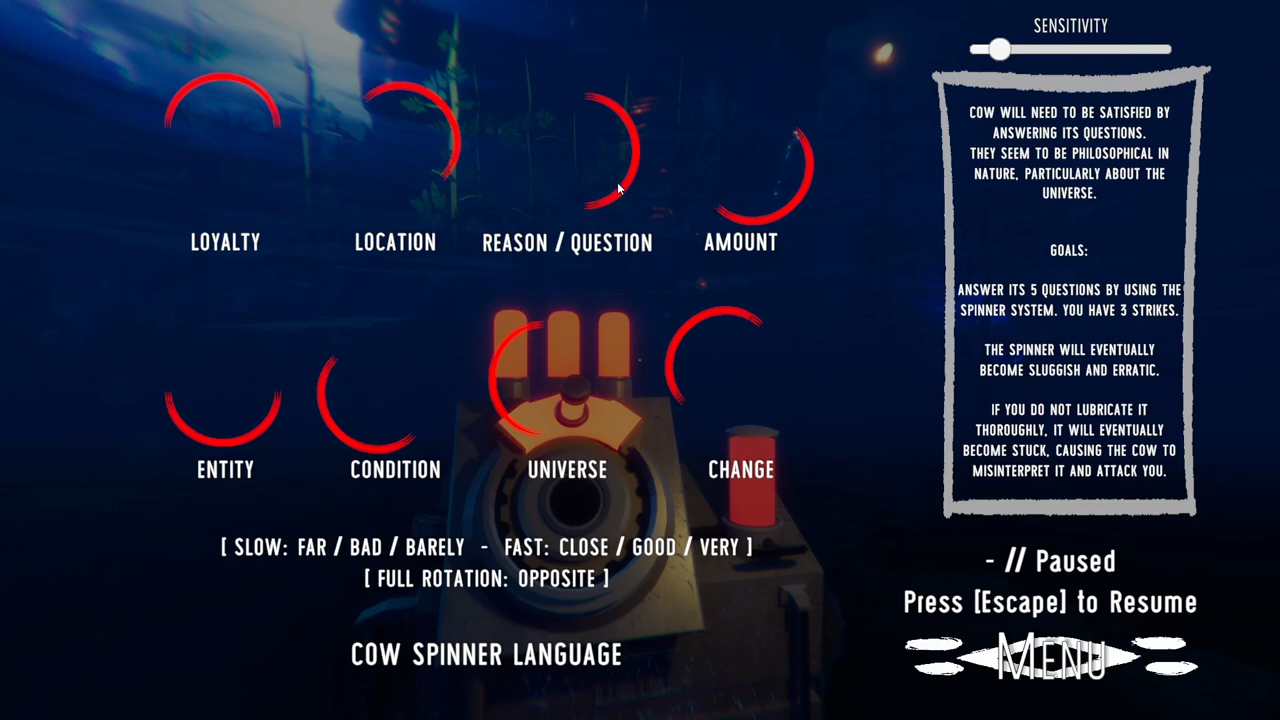 SENSITIVITY
LOYALTY
LOCATION
REASON / QUESTION
AMOUNT
ENTITY
CONDITION
UNIVERSE
CHANGE
[ SLOW: FAR / BAD / BARELY - FAST: CLOSE / GOOD / VERY ]
[ FULL ROTATION: OPPOSITE ]
COW SPINNER LANGUAGE
COW WILL NEED TO BE SATISFIED BY
ANSWERING ITS QUESTIONS.
THEY SEEM TO BE PHILOSOPHICAL IN
NATURE, PARTICULARLY ABOUT THE
UNIVERSE.
GOALS:
ANSWER ITS 5 QUESTIONS BY USING THE
SPINNER SYSTEM. YOU HAVE 3 STRIKES.
THE SPINNER WILL EVENTUALLY
BECOME SLUGGISH AND ERRATIC.
IF YOU DO NOT LUBRICATE IT
THOROUGHLY, IT WILL EVENTUALLY
BECOME STUCK, CAUSING THE COW TO
MISINTERPRET IT AND ATTACK YOU.
- // Paused
Press [Escape] to Resume
MENU